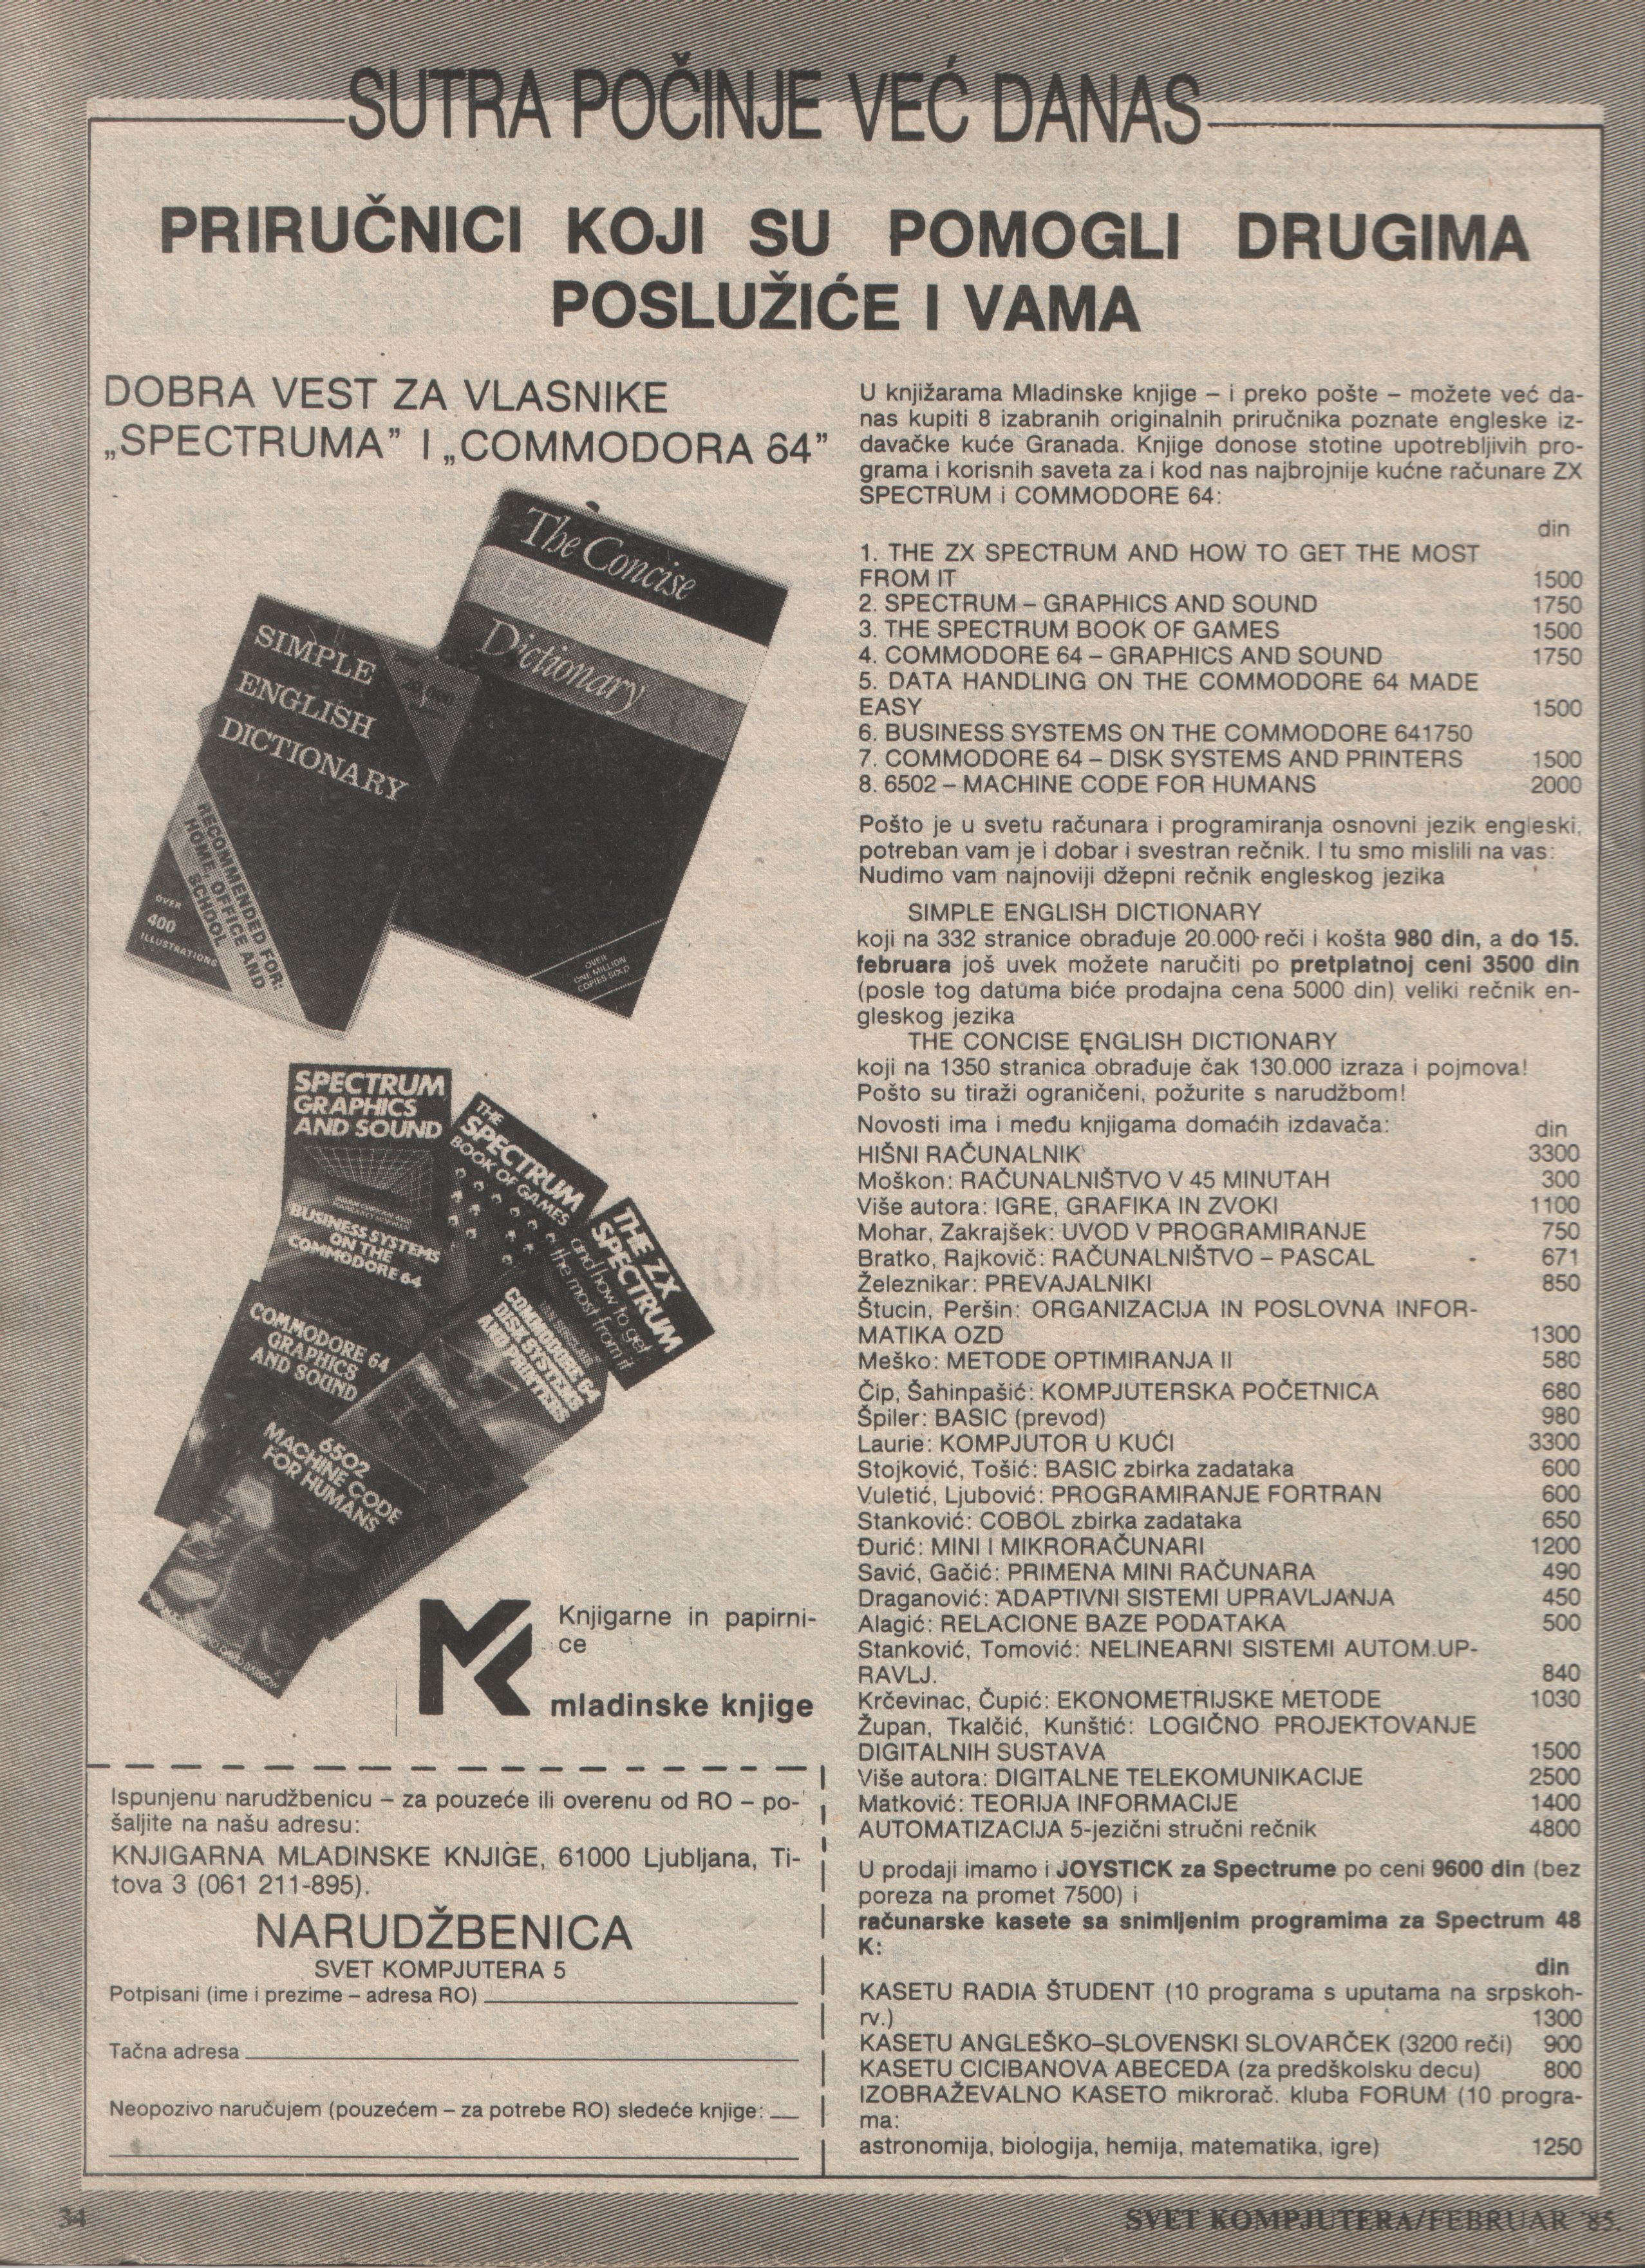 SUTRA POČINJE VEĆ DANAS
PRIRUČNICI KOJI SU POMOGLI DRUGIMA
POSLUŽIĆE I VAMA
DOBRA VEST ZA VLASNIKE
„SPECTRUMA” I „COMMODORA 64”
The Concise
English
Dictionary
OVER
ONE MILLION
COPIES SOLD
SIMPLE
ENGLISH
DICTIONARY
RECOMMENDED FOR:
HOME, OFFICE AND
SCHOOL
OVER
400
ILLUSTRATIONS
SPECTRUM
GRAPHICS
AND SOUND
THE
SPECTRUM
BOOK OF GAMES
THE ZX
SPECTRUM
and how to get
the most from it
BUSINESS SYSTEMS
ON THE
COMMODORE 64
COMMODORE 64
DISK SYSTEMS
AND PRINTERS
COMMODORE 64
GRAPHICS
AND SOUND
6502
MACHINE CODE
FOR HUMANS
Knjigarne in papirni-
ce
mladinske knjige
Ispunjenu narudžbenicu – za pouzeće ili overenu od RO – po-
šaljite na našu adresu:
KNJIGARNA MLADINSKE KNJIGE, 61000 Ljubljana, Ti-
tova 3 (061 211-895).
NARUDŽBENICA
SVET KOMPJUTERA 5
Potpisani (ime i prezime – adresa RO)
Tačna adresa
Neopozivo naručujem (pouzećem – za potrebe RO) sledeće knjige:
U knjižarama Mladinske knjige – i preko pošte – možete već da-
nas kupiti 8 izabranih originalnih priručnika poznate engleske iz-
davačke kuće Granada. Knjige donose stotine upotrebljivih pro-
grama i korisnih saveta za i kod nas najbrojnije kućne računare ZX
SPECTRUM i COMMODORE 64:
din
1. THE ZX SPECTRUM AND HOW TO GET THE MOST
FROM IT 1500
2. SPECTRUM – GRAPHICS AND SOUND 1750
3. THE SPECTRUM BOOK OF GAMES 1500
4. COMMODORE 64 – GRAPHICS AND SOUND 1750
5. DATA HANDLING ON THE COMMODORE 64 MADE
EASY 1500
6. BUSINESS SYSTEMS ON THE COMMODORE 641750
7. COMMODORE 64 – DISK SYSTEMS AND PRINTERS 1500
8. 6502 – MACHINE CODE FOR HUMANS 2000
Pošto je u svetu računara i programiranja osnovni jezik engleski,
potreban vam je i dobar i svestran rečnik. I tu smo mislili na vas:
Nudimo vam najnoviji džepni rečnik engleskog jezika
SIMPLE ENGLISH DICTIONARY
koji na 332 stranice obrađuje 20.000 reči i košta 980 din, a do 15.
februara još uvek možete naručiti po pretplatnoj ceni 3500 din
(posle tog datuma biće prodajna cena 5000 din) veliki rečnik en-
gleskog jezika
THE CONCISE ENGLISH DICTIONARY
koji na 1350 stranica obrađuje čak 130.000 izraza i pojmova!
Pošto su tiraži ograničeni, požurite s narudžbom!
Novosti ima i među knjigama domaćih izdavača:
din
HIŠNI RAČUNALNIK 3300
Moškon: RAČUNALNIŠTVO V 45 MINUTAH 300
Više autora: IGRE, GRAFIKA IN ZVOKI 1100
Mohar, Zakrajšek: UVOD V PROGRAMIRANJE 750
Bratko, Rajkovič: RAČUNALNIŠTVO – PASCAL 671
Železnikar: PREVAJALNIKI 850
Štucin, Peršin: ORGANIZACIJA IN POSLOVNA INFOR-
MATIKA OZD 1300
Meško: METODE OPTIMIRANJA II 580
Čip, Šahinpašić: KOMPJUTERSKA POČETNICA 680
Špiler: BASIC (prevod) 980
Laurie: KOMPJUTOR U KUĆI 3300
Stojković, Tošić: BASIC zbirka zadataka 600
Vuletić, Ljubović: PROGRAMIRANJE FORTRAN 600
Stanković: COBOL zbirka zadataka 650
Đurić: MINI I MIKRORAČUNARI 1200
Savić, Gačić: PRIMENA MINI RAČUNARA 490
Draganović: ADAPTIVNI SISTEMI UPRAVLJANJA 450
Alagić: RELACIONE BAZE PODATAKA 500
Stanković, Tomović: NELINEARNI SISTEMI AUTOM.UP-
RAVLJ. 840
Krčevinac, Čupić: EKONOMETRIJSKE METODE 1030
Župan, Tkalčić, Kunštić: LOGIČNO PROJEKTOVANJE
DIGITALNIH SUSTAVA 1500
Više autora: DIGITALNE TELEKOMUNIKACIJE 2500
Matković: TEORIJA INFORMACIJE 1400
AUTOMATIZACIJA 5-jezični stručni rečnik 4800
U prodaji imamo i JOYSTICK za Spectrume po ceni 9600 din (bez
poreza na promet 7500) i
računarske kasete sa snimljenim programima za Spectrum 48
K:
din
KASETU RADIA ŠTUDENT (10 programa s uputama na srpskoh-
rv.) 1300
KASETU ANGLEŠKO–SLOVENSKI SLOVARČEK (3200 reči) 900
KASETU CICIBANOVA ABECEDA (za predškolsku decu) 800
IZOBRAŽEVALNO KASETO mikrorač. kluba FORUM (10 progra-
ma:
astronomija, biologija, hemija, matematika, igre) 1250
34
SVET KOMPJUTERA/FEBRUAR '85.